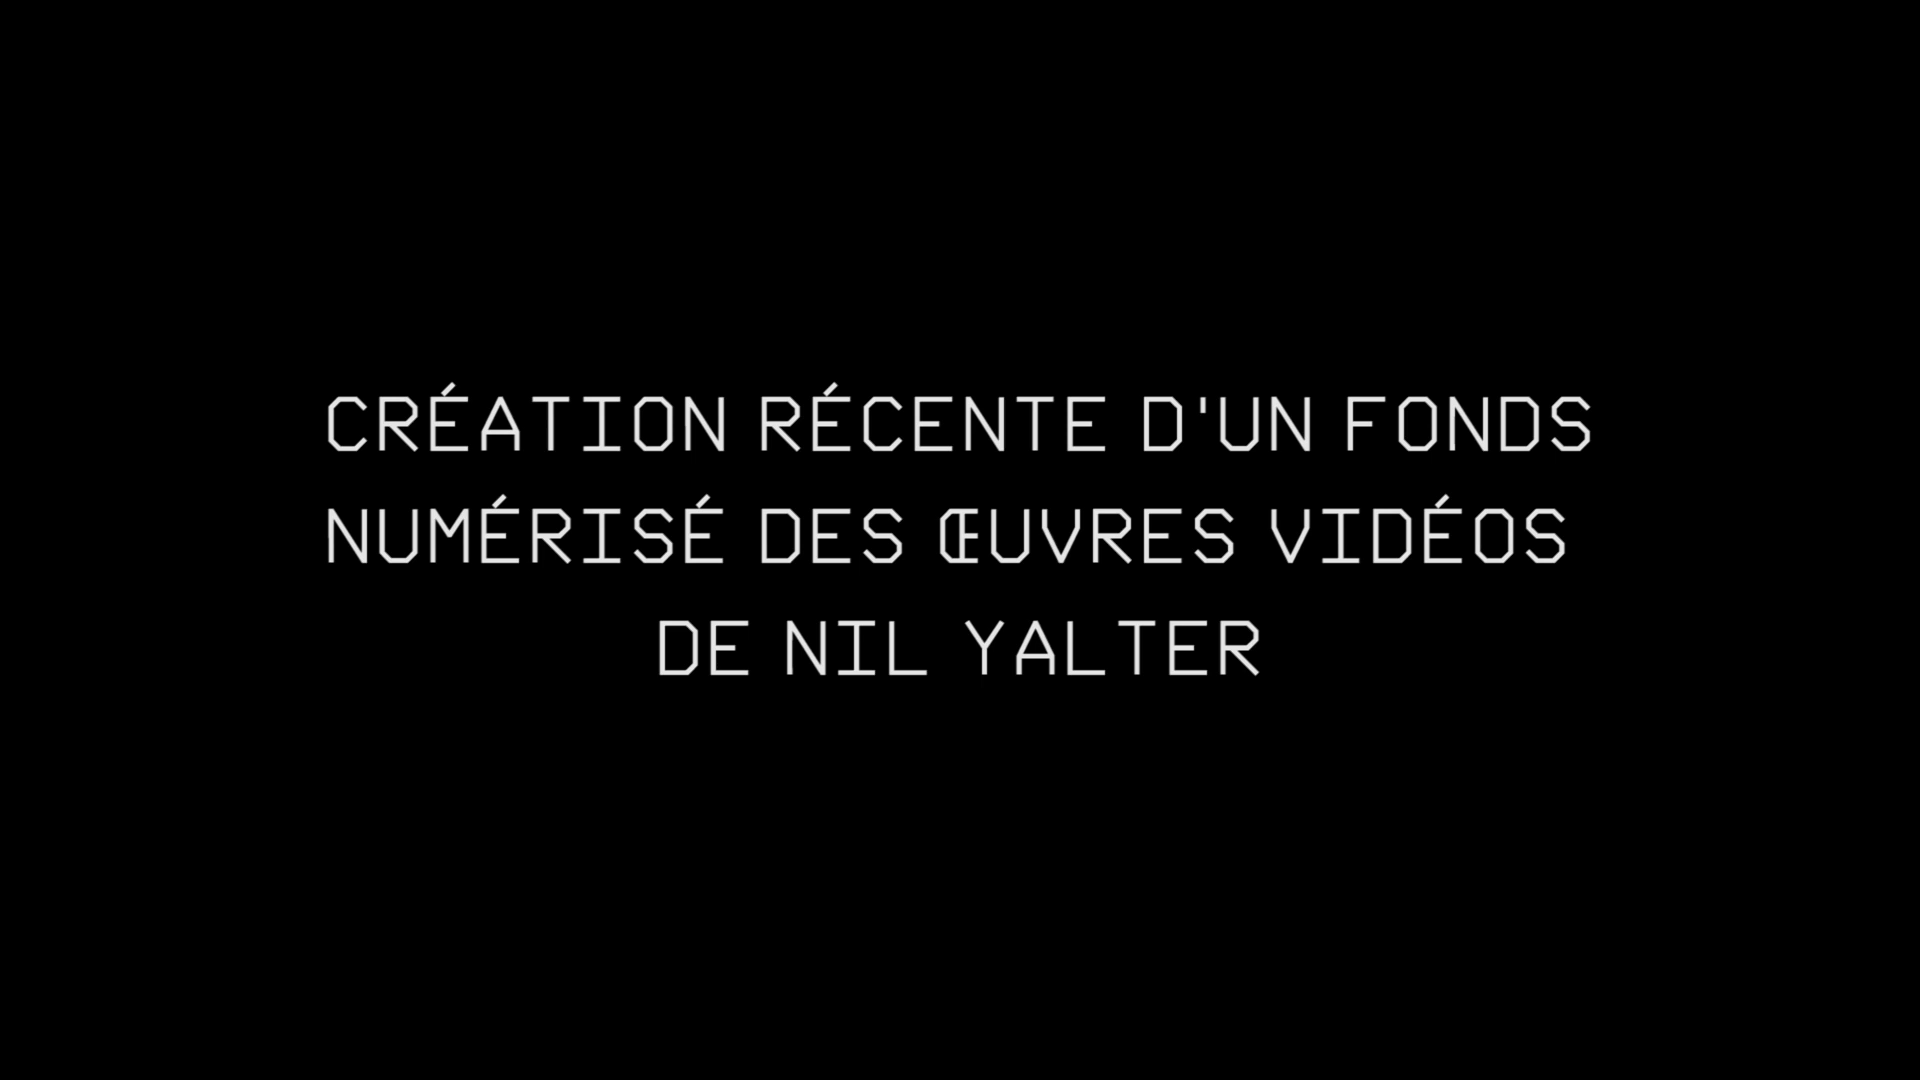 CRÉATION RÉCENTE D'UN FONDS
NUMÉRISÉ DES ŒUVRES VIDÉOS
DE NIL YALTER